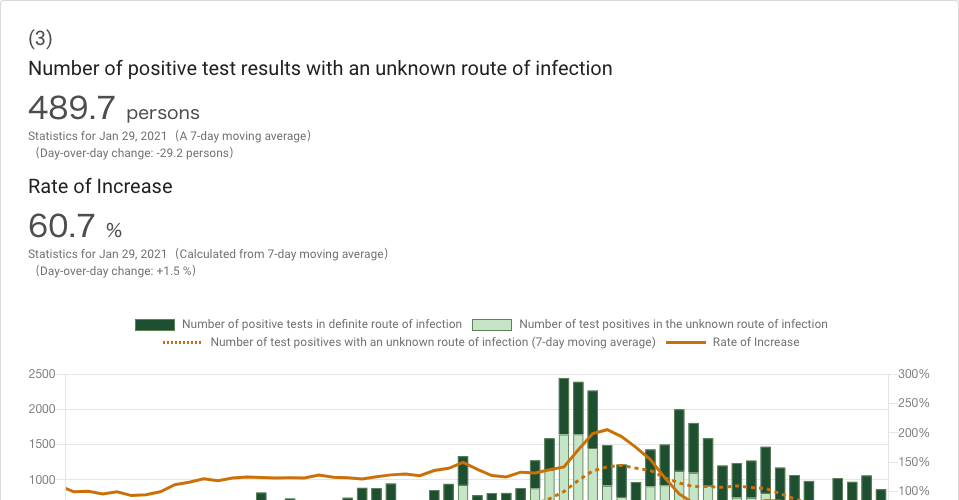 (3)
Number of positive test results with an unknown route of infection
489.7 persons
Statistics for Jan 29, 2021 （A 7-day moving average）
（Day-over-day change: -29.2 persons）
Rate of Increase
60.7 %
Statistics for Jan 29, 2021 （Calculated from 7-day moving average）
（Day-over-day change: +1.5 %）
Number of positive tests in definite route of infection Number of test positives in the unknown route of infection
Number of test positives with an unknown route of infection (7-day moving average) Rate of Increase
2500 300%
250%
2000
200%
1500
150%
1000
100%